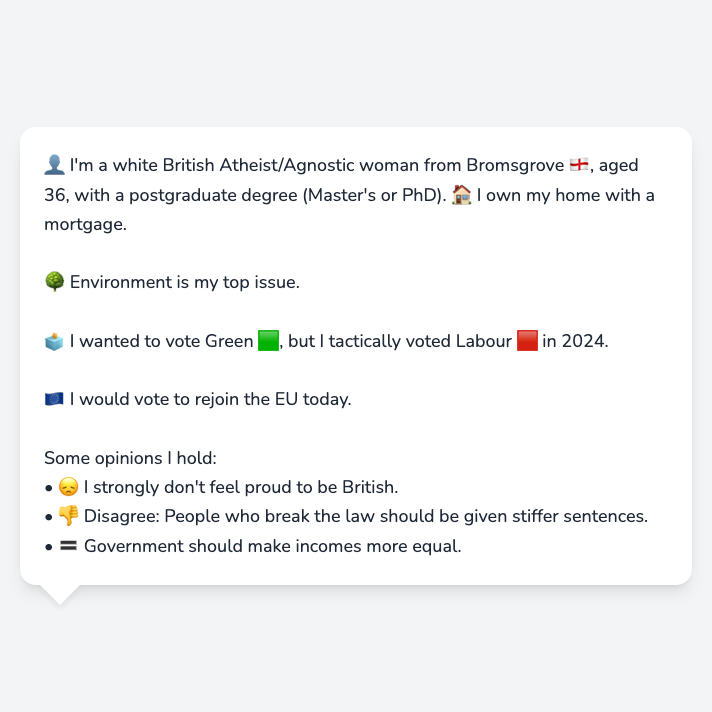 👤 I'm a white British Atheist/Agnostic woman from Bromsgrove 🏴󠁧󠁢󠁥󠁮󠁧󠁿, aged
36, with a postgraduate degree (Master's or PhD). 🏠 I own my home with a
mortgage.
🌳 Environment is my top issue.
🗳️ I wanted to vote Green 🟩, but I tactically voted Labour 🟥 in 2024.
🇪🇺 I would vote to rejoin the EU today.
Some opinions I hold:
• 😞 I strongly don't feel proud to be British.
• 👎 Disagree: People who break the law should be given stiffer sentences.
• 🟰 Government should make incomes more equal.